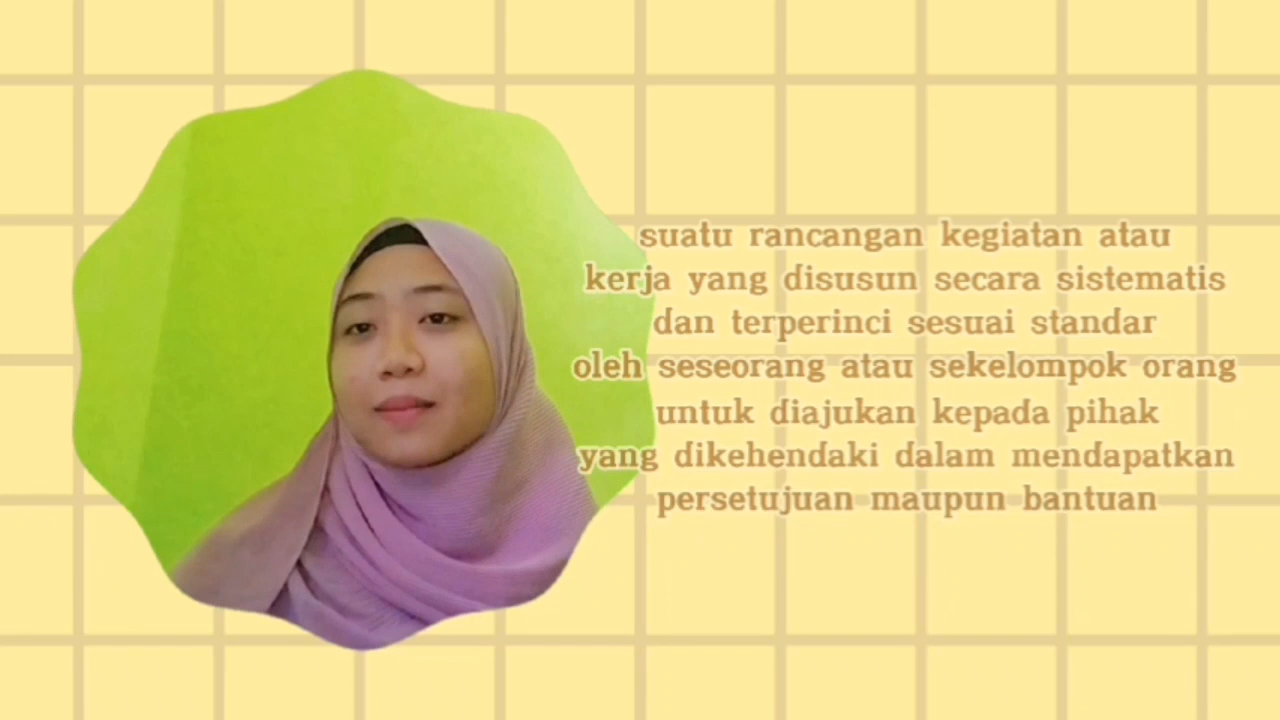 suatu rancangan kegiatan atau
kerja yang disusun secara sistematis
dan terperinci sesuai standar
oleh seseorang atau sekelompok orang
untuk diajukan kepada pihak
yang dikehendaki dalam mendapatkan
persetujuan maupun bantuan